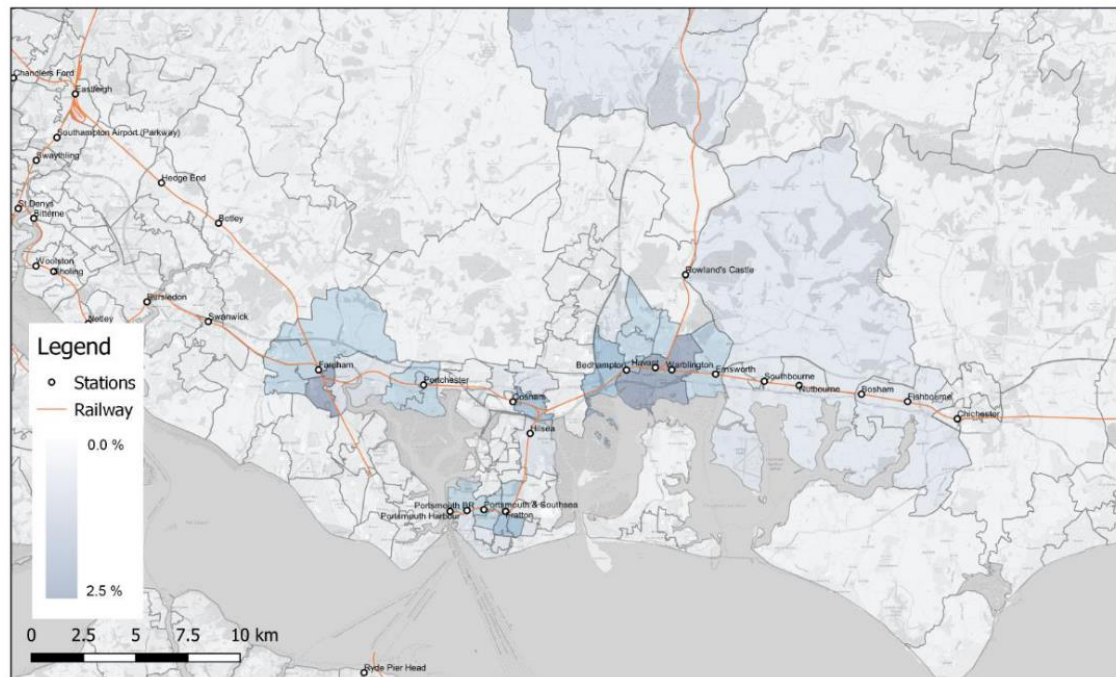 Chandlers Ford
Eastleigh
Southampton Airport (Parkway)
Swaythling
Hedge End
St Denys
Bitterne
Botley
Woolston
Sholing
Rowland's Castle
Bursledon
Swanwick
Netley
Legend
Stations
Railway
0.0 %
2.5 %
Fareham
Portchester
Cosham
Hilsea
Bedhampton
Havant
Warblington
Emsworth
Southbourne
Nutbourne
Bosham
Fishbourne
Chichester
Portsmouth BR
Portsmouth & Southsea
Portsmouth Harbour
Fratton
0 2.5 5 7.5 10 km
Ryde Pier Head